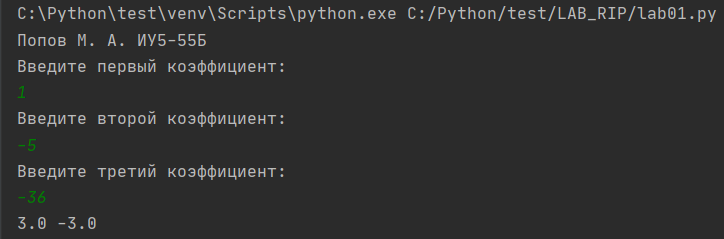 C:\Python\test\venv\Scripts\python.exe C:/Python/test/LAB_RIP/lab01.py
Попов М. А. ИУ5-55Б
Введите первый коэффициент:
1
Введите второй коэффициент:
-5
Введите третий коэффициент:
-36
3.0 -3.0